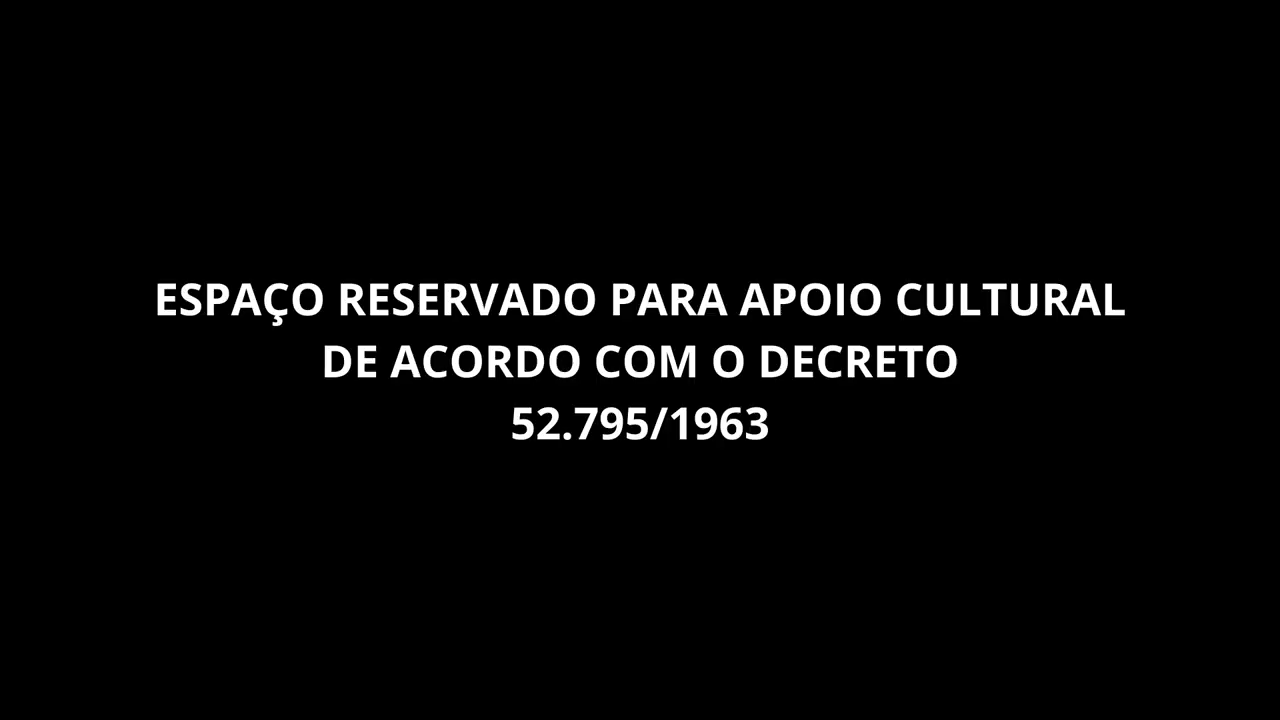 ESPAÇO RESERVADO PARA APOIO CULTURAL
DE ACORDO COM O DECRETO
52.795/1963